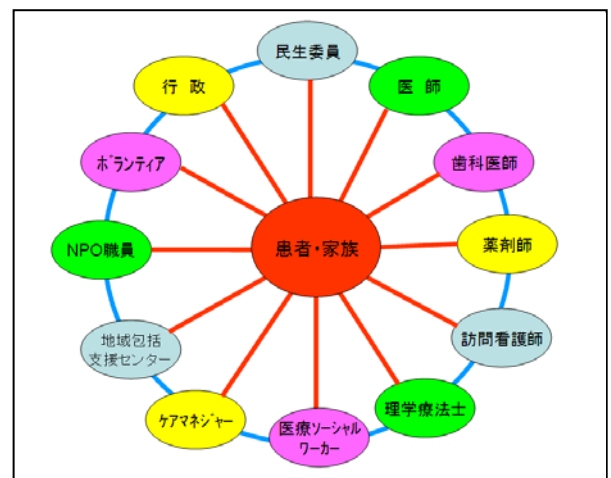 民生委員
医 師
歯科医師
薬剤師
訪問看護師
理学療法士
医療ソーシャル
ワーカー
ケアマネジャー
地域包括
支援センター
NPO職員
ボランティア
行 政
患者・家族